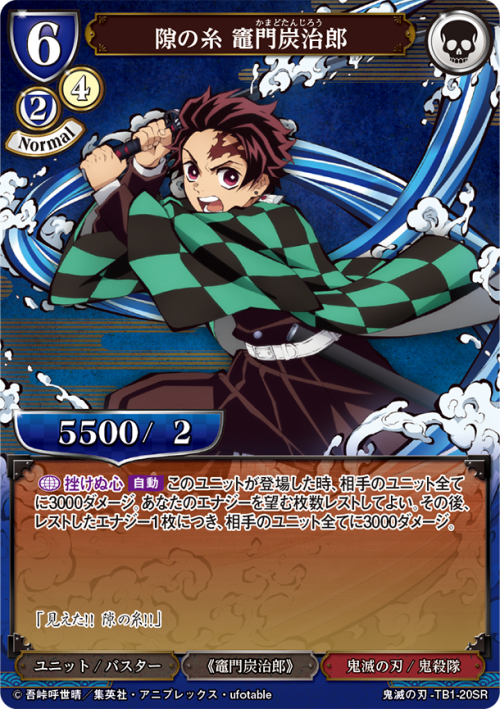 6
かまどたんじろう
隙の糸 竈門炭治郎
2
4
Normal
5500/ 2
挫けぬ心 自動 このユニットが登場した時、相手のユニット全て
に3000ダメージ。あなたのエナジーを望む枚数レストしてよい。その後、
レストしたエナジー1枚につき、相手のユニット全てに3000ダメージ。
「見えた!! 隙の糸!!」
ユニット / バスター
《竈門炭治郎》
鬼滅の刃 / 鬼殺隊
© 吾峠呼世晴／集英社・アニプレックス・ufotable
鬼滅の刃 -TB1-20SR